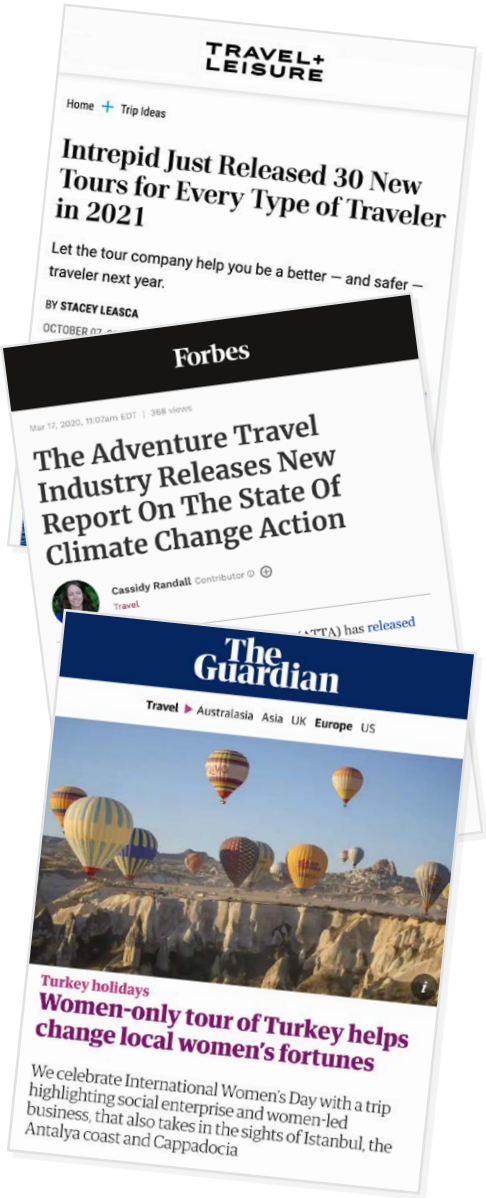 TRAVEL+
LEISURE
Home + Trip Ideas
Intrepid Just Released 30 New
Tours for Every Type of Traveler
in 2021
Let the tour company help you be a better — and safer —
traveler next year.
BY STACEY LEASCA
OCTOBER 07,
Forbes
Mar 17, 2020, 11:07am EDT | 368 views
The Adventure Travel
Industry Releases New
Report On The State Of
Climate Change Action
Cassidy Randall Contributor
Travel
(ATTA) has released
The
Guardian
Travel ▶ Australasia Asia UK Europe US
i
Turkey holidays
Women-only tour of Turkey helps
change local women's fortunes
We celebrate International Women's Day with a trip
highlighting social enterprise and women-led
business, that also takes in the sights of Istanbul, the
Antalya coast and Cappadocia